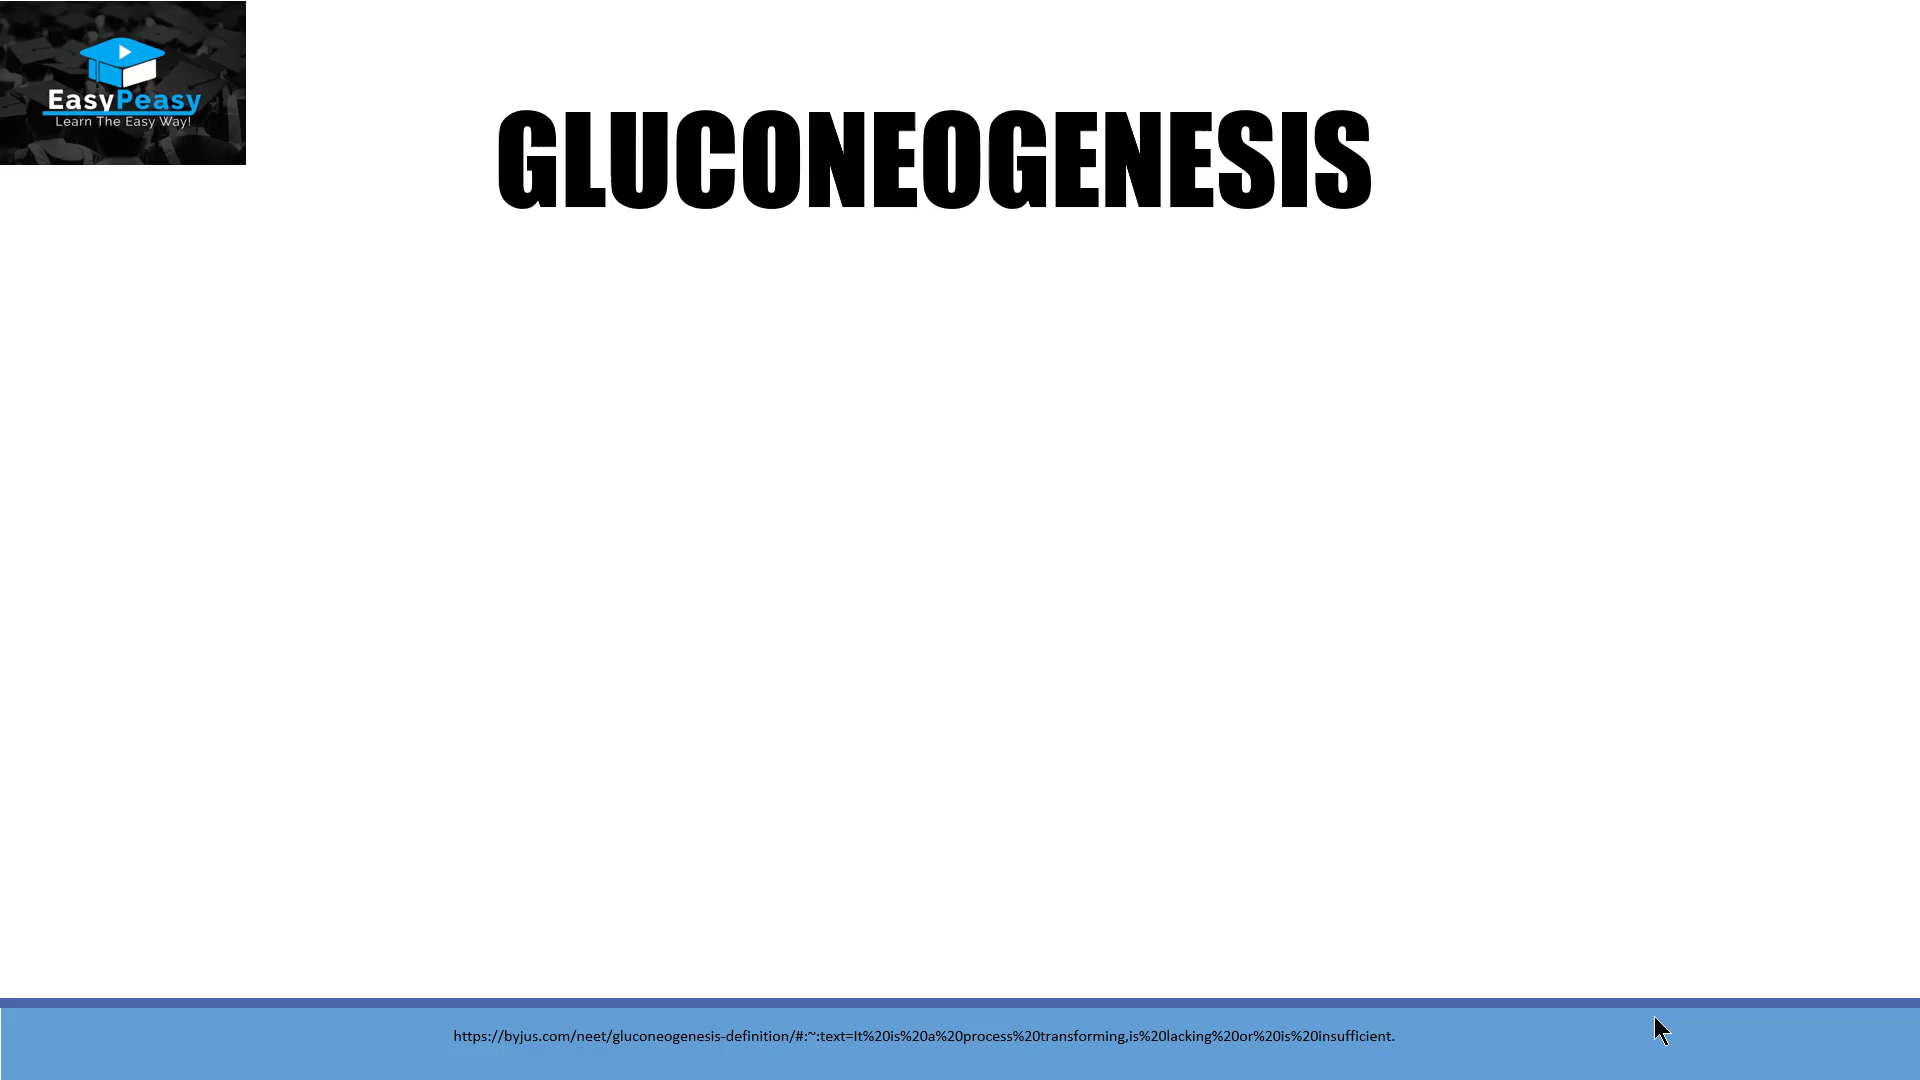 EasyPeasy
Learn The Easy Way!
GLUCONEOGENESIS
https://byjus.com/neet/gluconeogenesis-definition/#:~:text=It%20is%20a%20process%20transforming,is%20lacking%20or%20is%20insufficient.